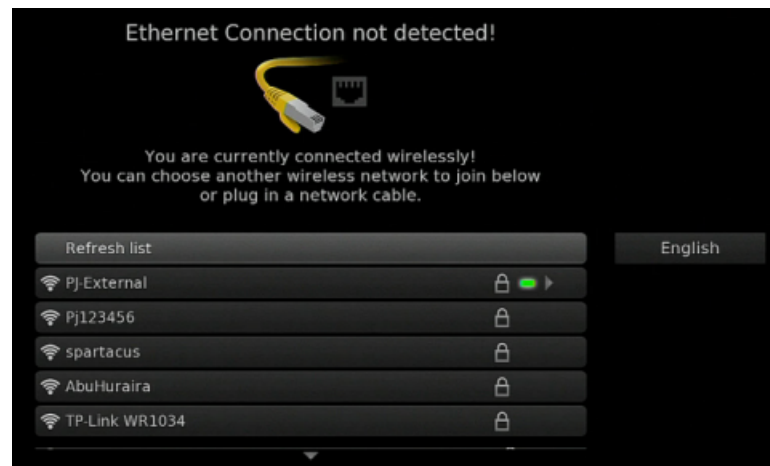 Ethernet Connection not detected!
You are currently connected wirelessly!
You can choose another wireless network to join below
or plug in a network cable.
Refresh list
English
PJ-External
Pj123456
spartacus
AbuHuraira
TP-Link WR1034